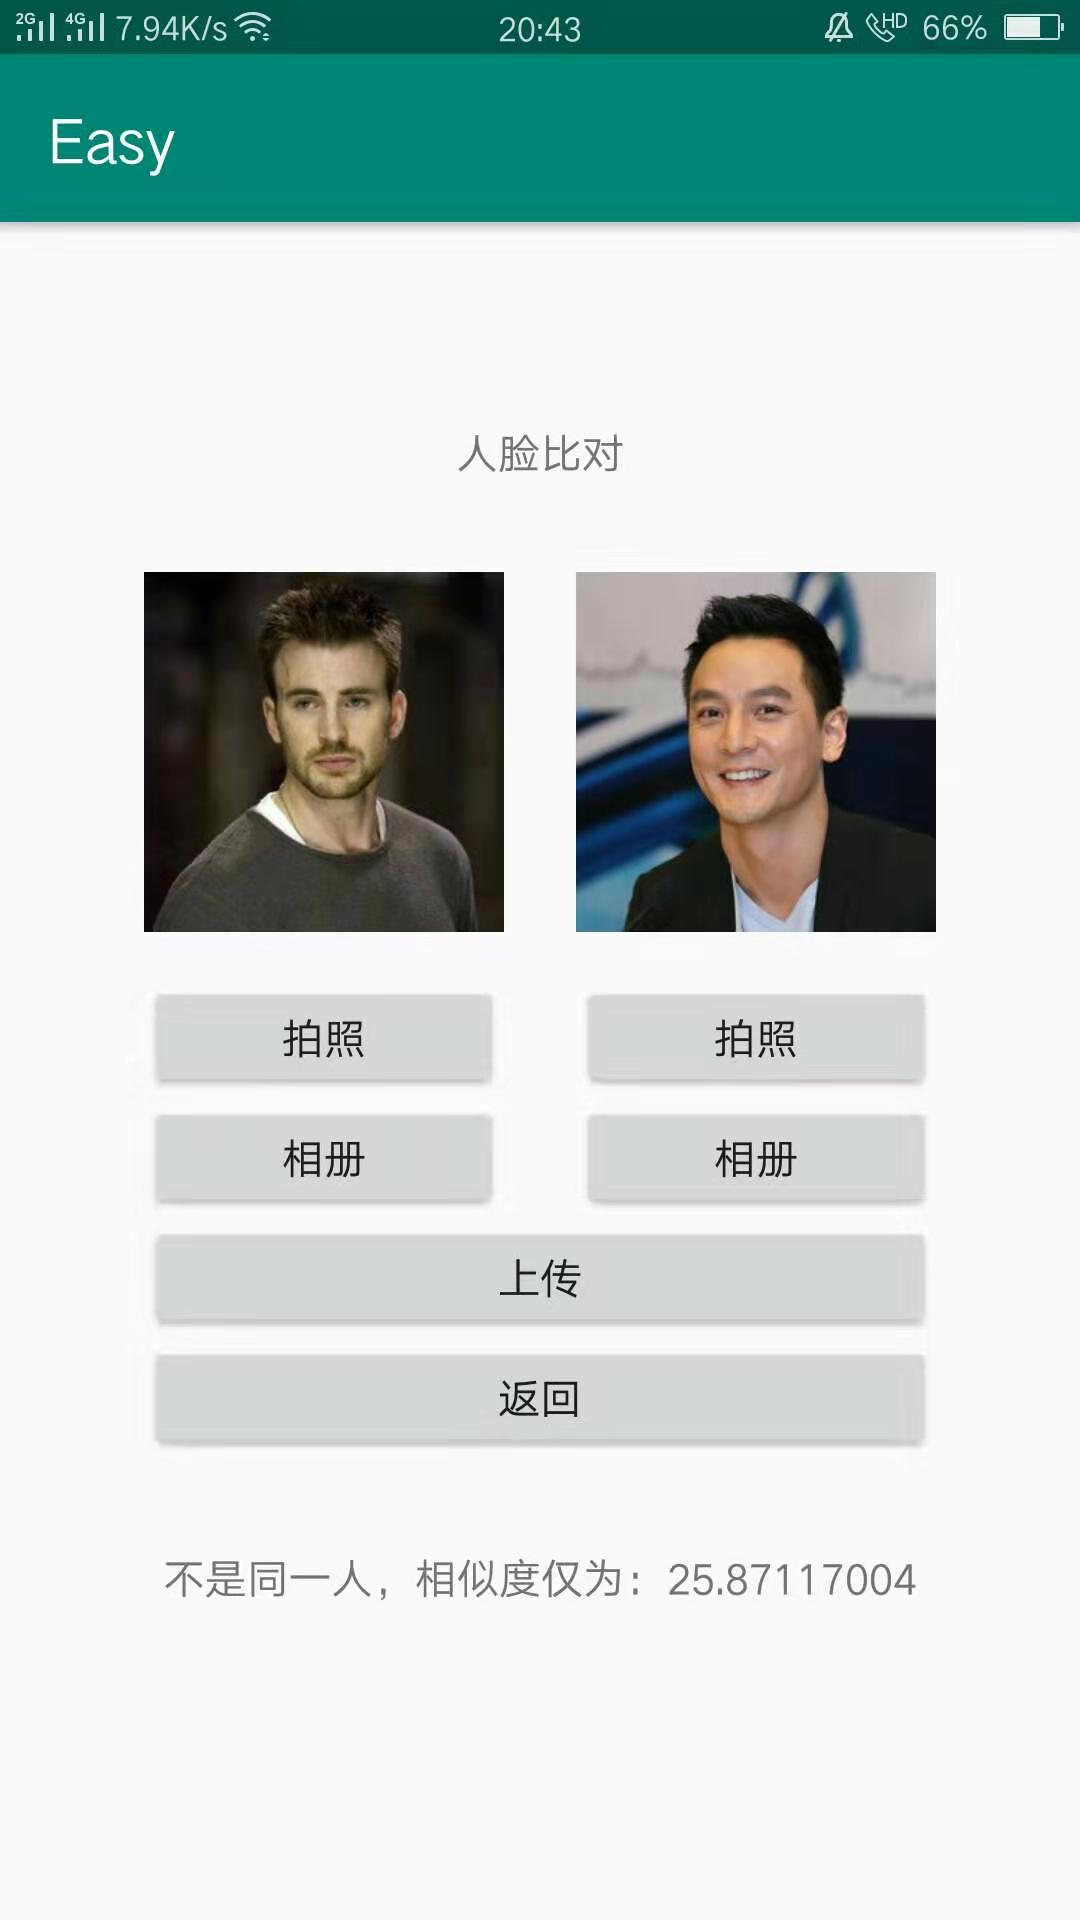 2G 4G 7.94K/s 20:43 HD 66%
Easy
人脸比对
拍照 拍照
相册 相册
上传
返回
不是同一人，相似度仅为：25.87117004